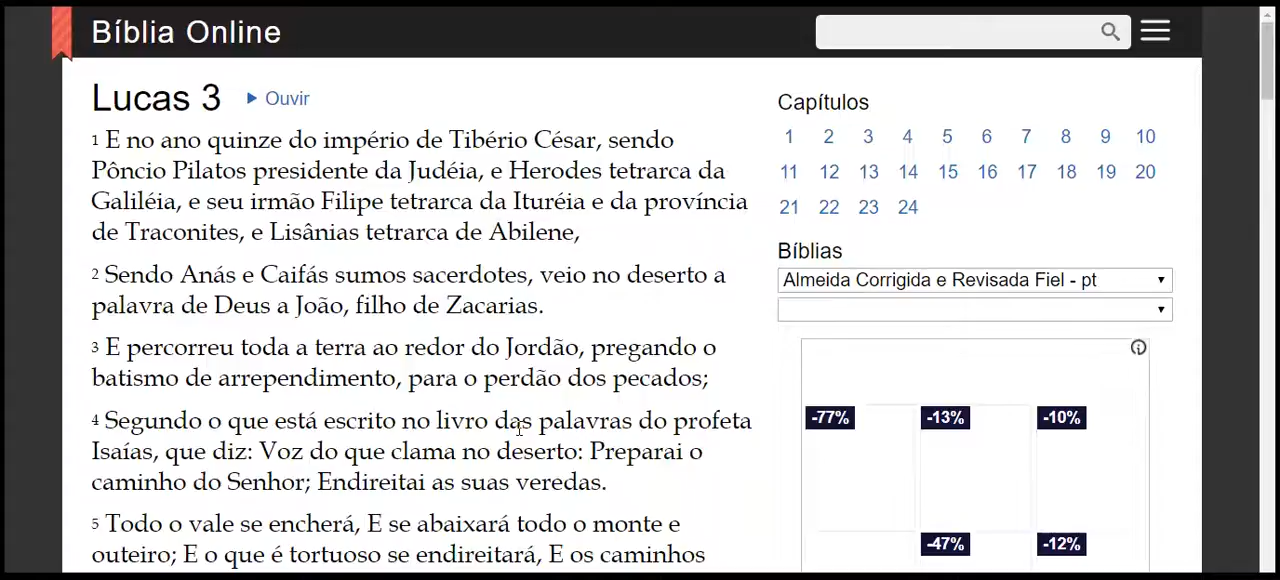 Bíblia Online
Lucas 3
Ouvir
1 E no ano quinze do império de Tibério César, sendo
Pôncio Pilatos presidente da Judéia, e Herodes tetrarca da
Galiléia, e seu irmão Filipe tetrarca da Ituréia e da província
de Traconites, e Lisânias tetrarca de Abilene,
2 Sendo Anás e Caifás sumos sacerdotes, veio no deserto a
palavra de Deus a João, filho de Zacarias.
3 E percorreu toda a terra ao redor do Jordão, pregando o
batismo de arrependimento, para o perdão dos pecados;
4 Segundo o que está escrito no livro das palavras do profeta
Isaías, que diz: Voz do que clama no deserto: Preparai o
caminho do Senhor; Endireitai as suas veredas.
5 Todo o vale se encherá, E se abaixará todo o monte e
outeiro; E o que é tortuoso se endireitará, E os caminhos
Capítulos
1 2 3 4 5 6 7 8 9 10
11 12 13 14 15 16 17 18 19 20
21 22 23 24
Bíblias
Almeida Corrigida e Revisada Fiel - pt
-77% -13% -10%
-47% -12%